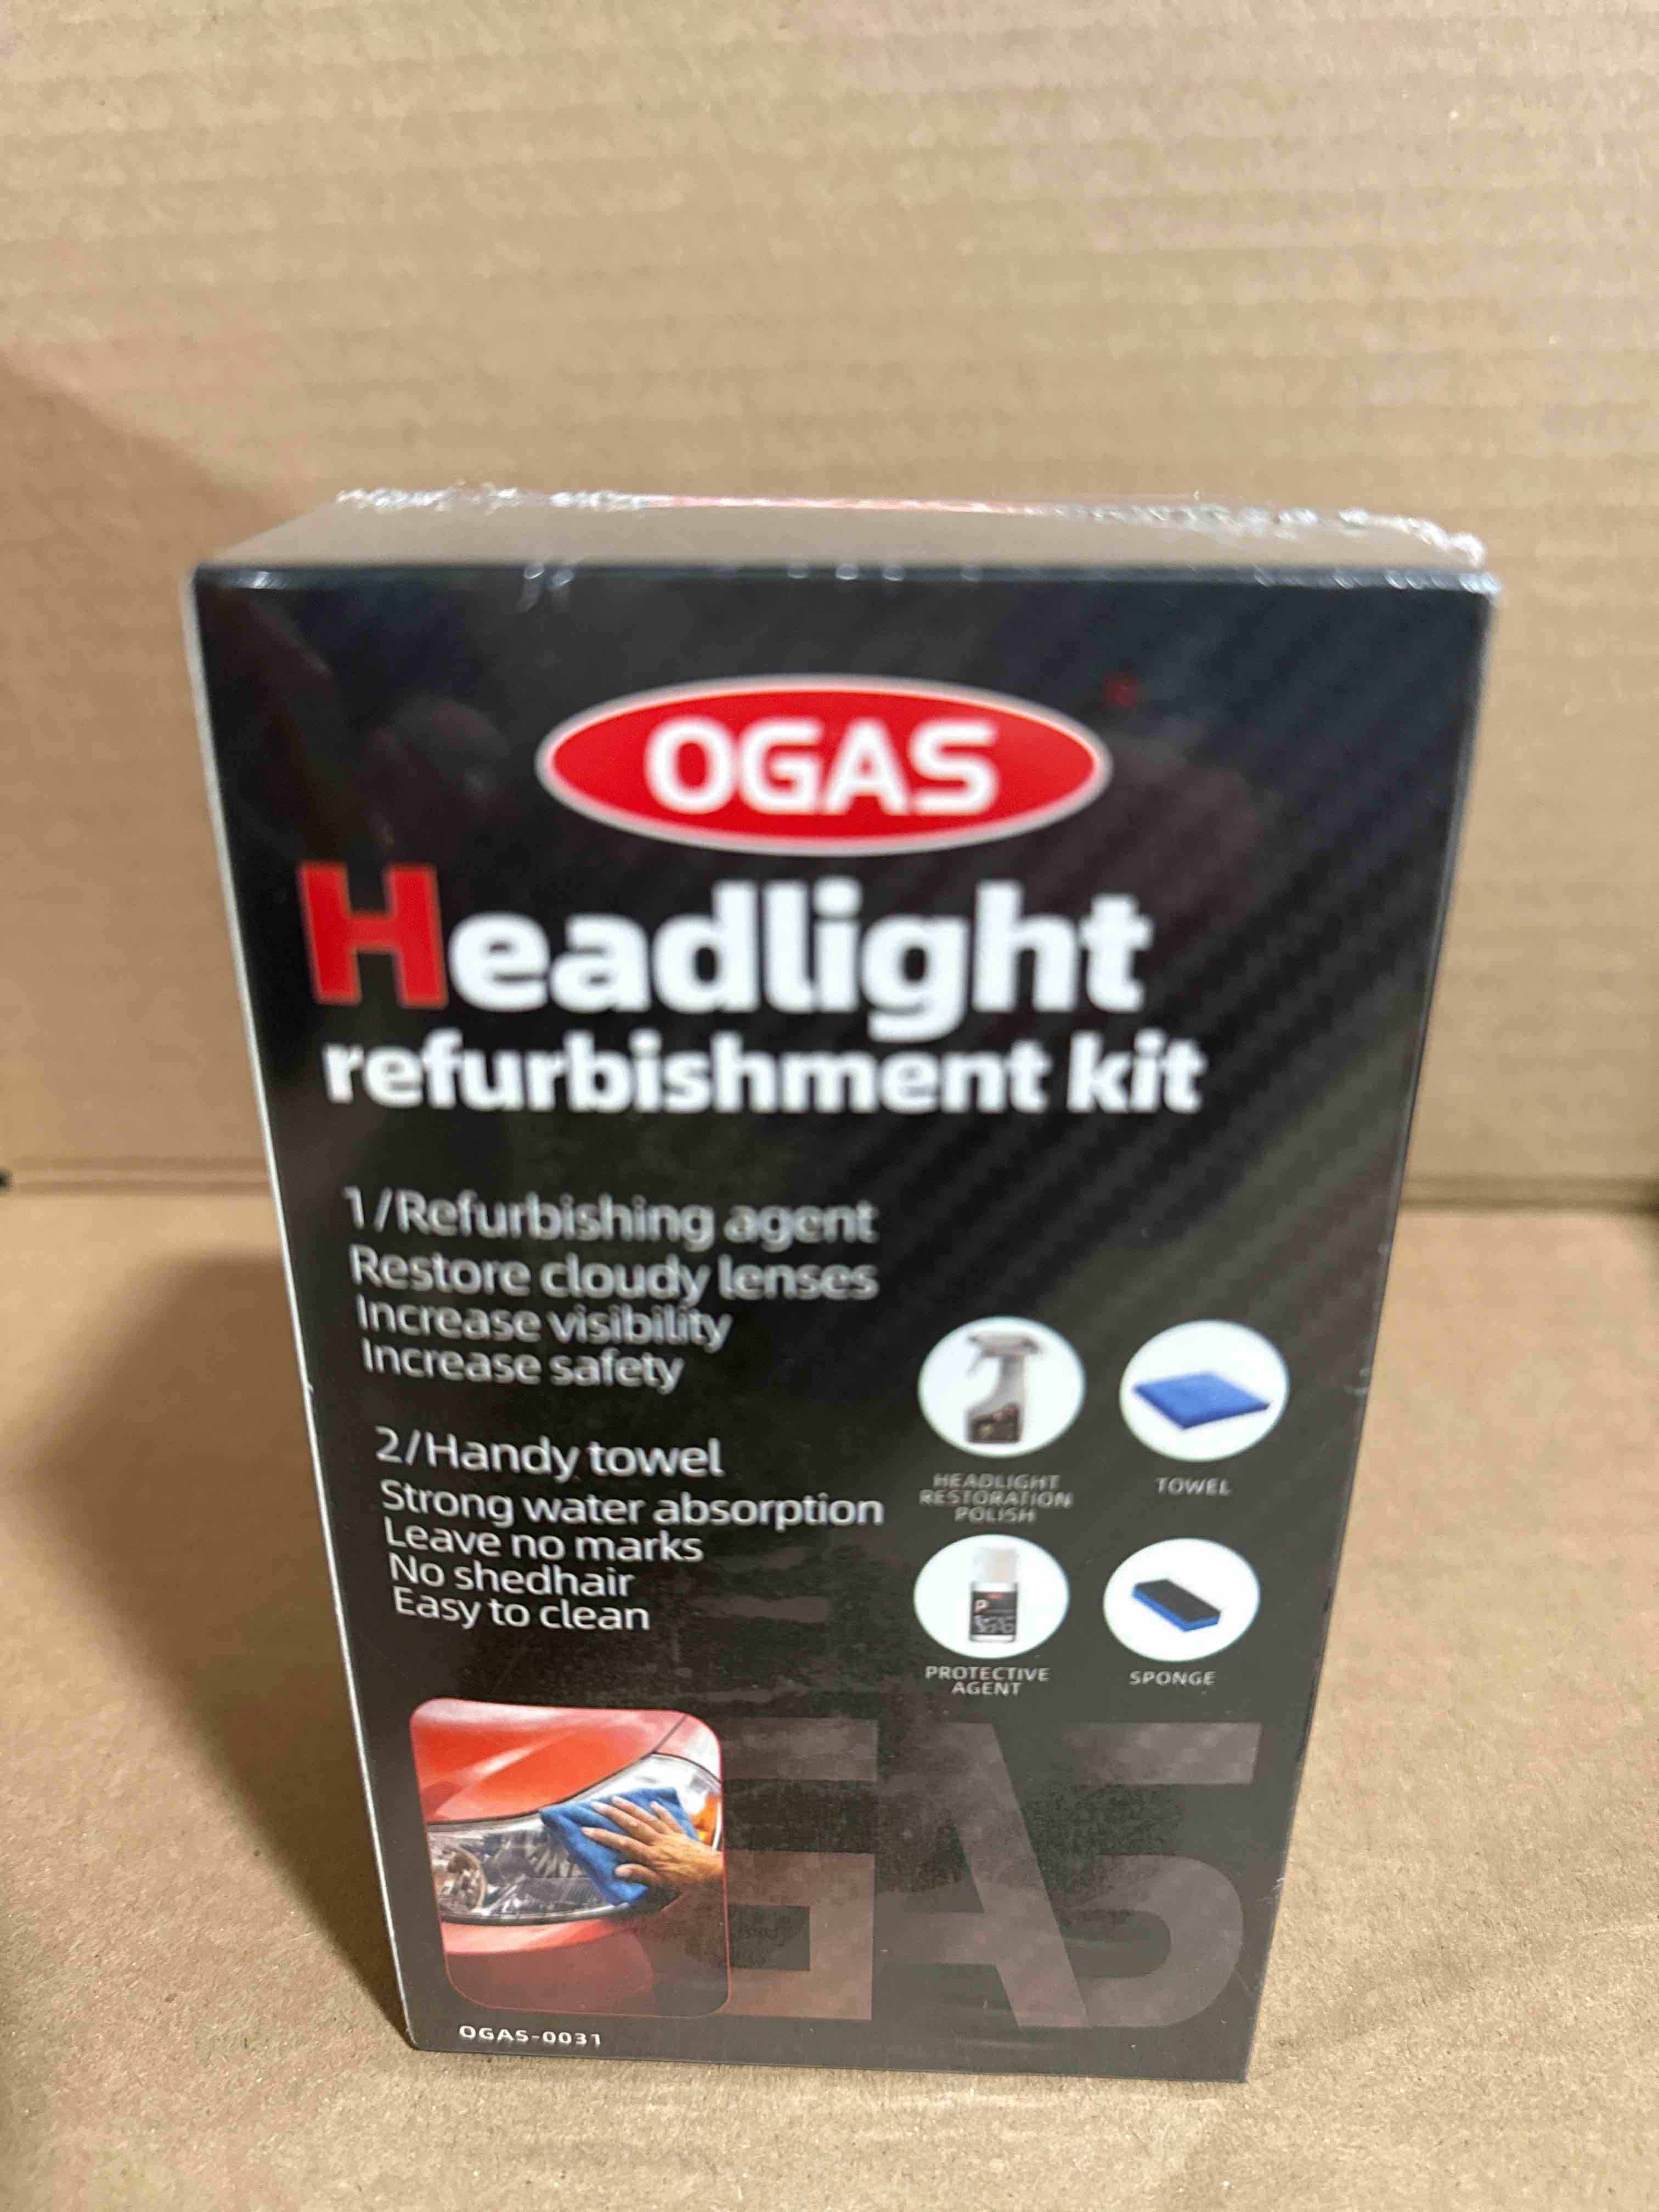 OGAS
Headlight
refurbishment kit
1/Refurbishing agent
Restore cloudy lenses
Increase visibility
Increase safety
2/Handy towel
Strong water absorption
Leave no marks
No shedhair
Easy to clean
HEADLIGHT
RESTORATION
POLISH
TOWEL
PROTECTIVE
AGENT
SPONGE
GAS
OGAS-0031